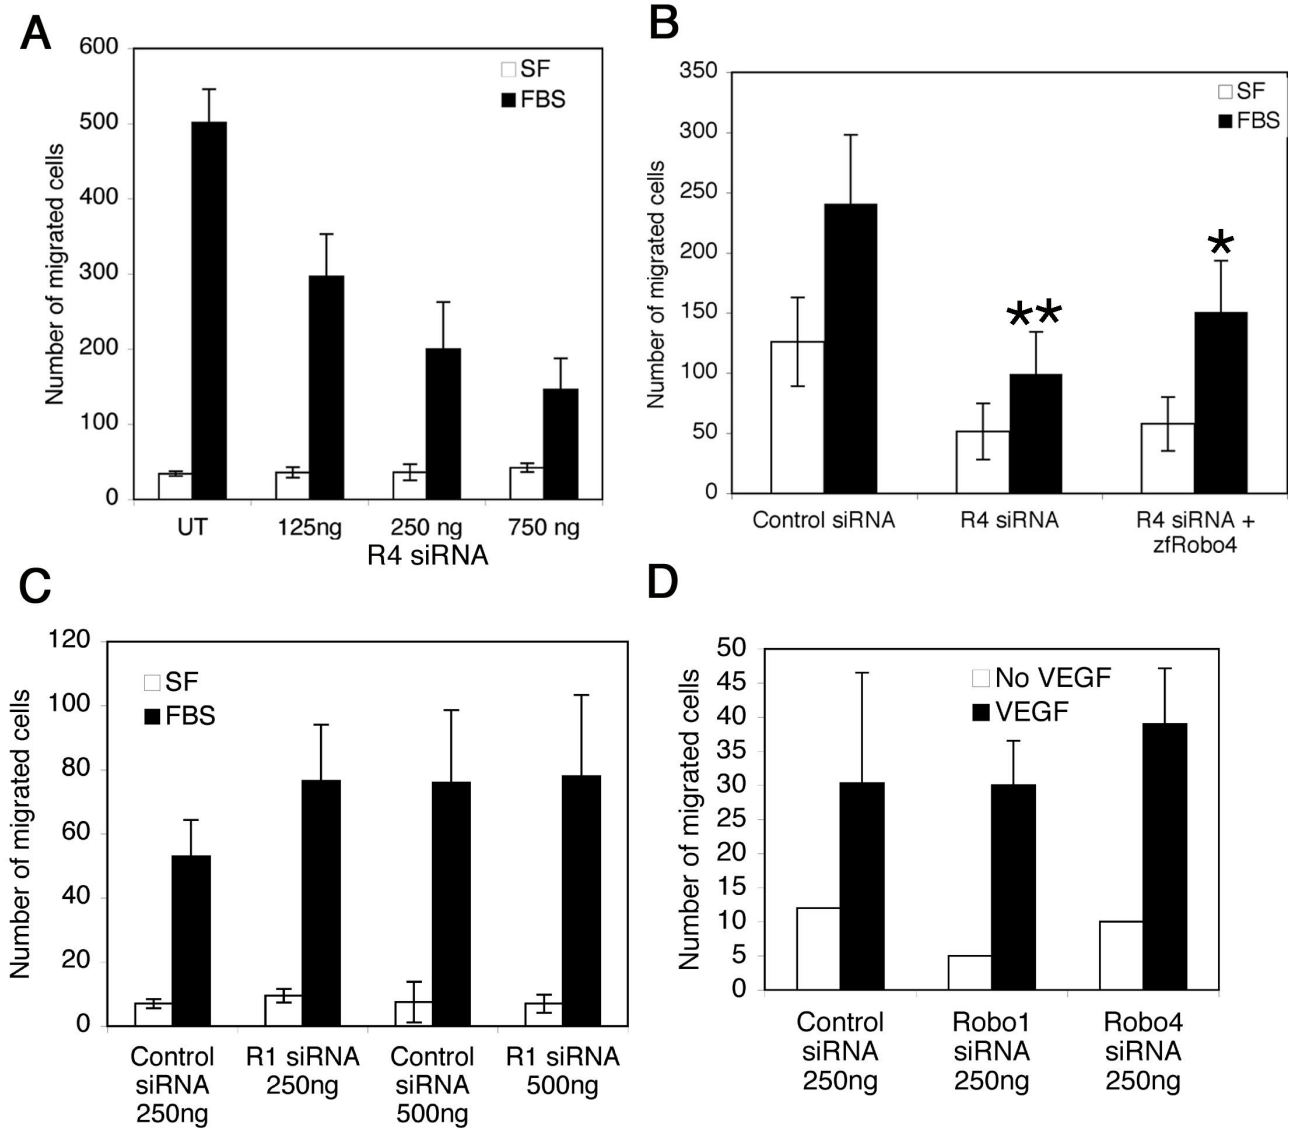 A
600
500
400
300
200
100
0
Number of migrated cells
SF
FBS
UT
125ng
250 ng
750 ng
R4 siRNA
B
350
300
250
200
150
100
50
0
Number of migrated cells
SF
FBS
**
*
Control siRNA
R4 siRNA
R4 siRNA +
zfRobo4
C
120
100
80
60
40
20
0
Number of migrated cells
SF
FBS
Control
siRNA
250ng
R1 siRNA
250ng
Control
siRNA
500ng
R1 siRNA
500ng
D
50
45
40
35
30
25
20
15
10
5
0
Number of migrated cells
No VEGF
VEGF
Control
siRNA
250ng
Robo1
siRNA
250ng
Robo4
siRNA
250ng